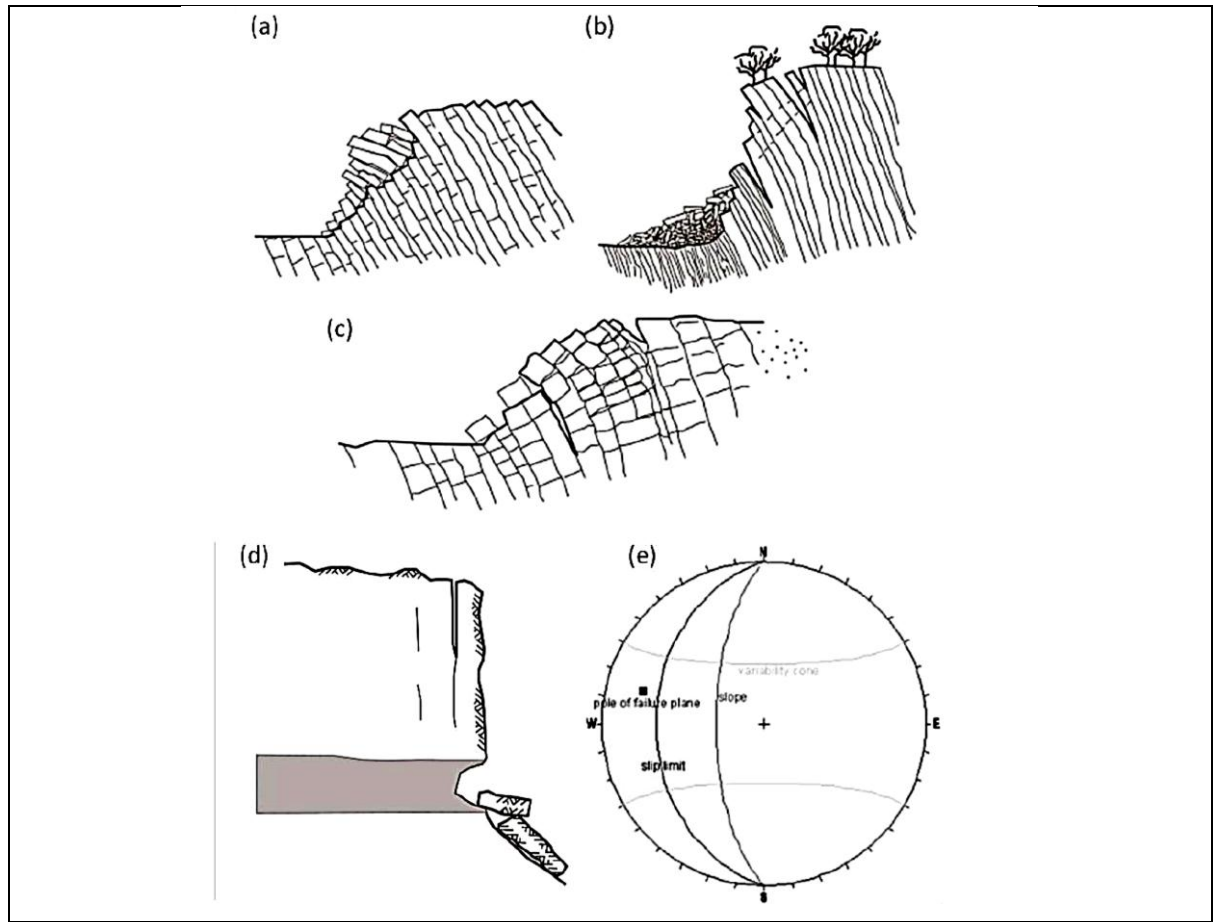 (a)
(b)
(c)
(d)
(e)
N
variability cone
pole of failure plane
slope
W
E
slip limit
S